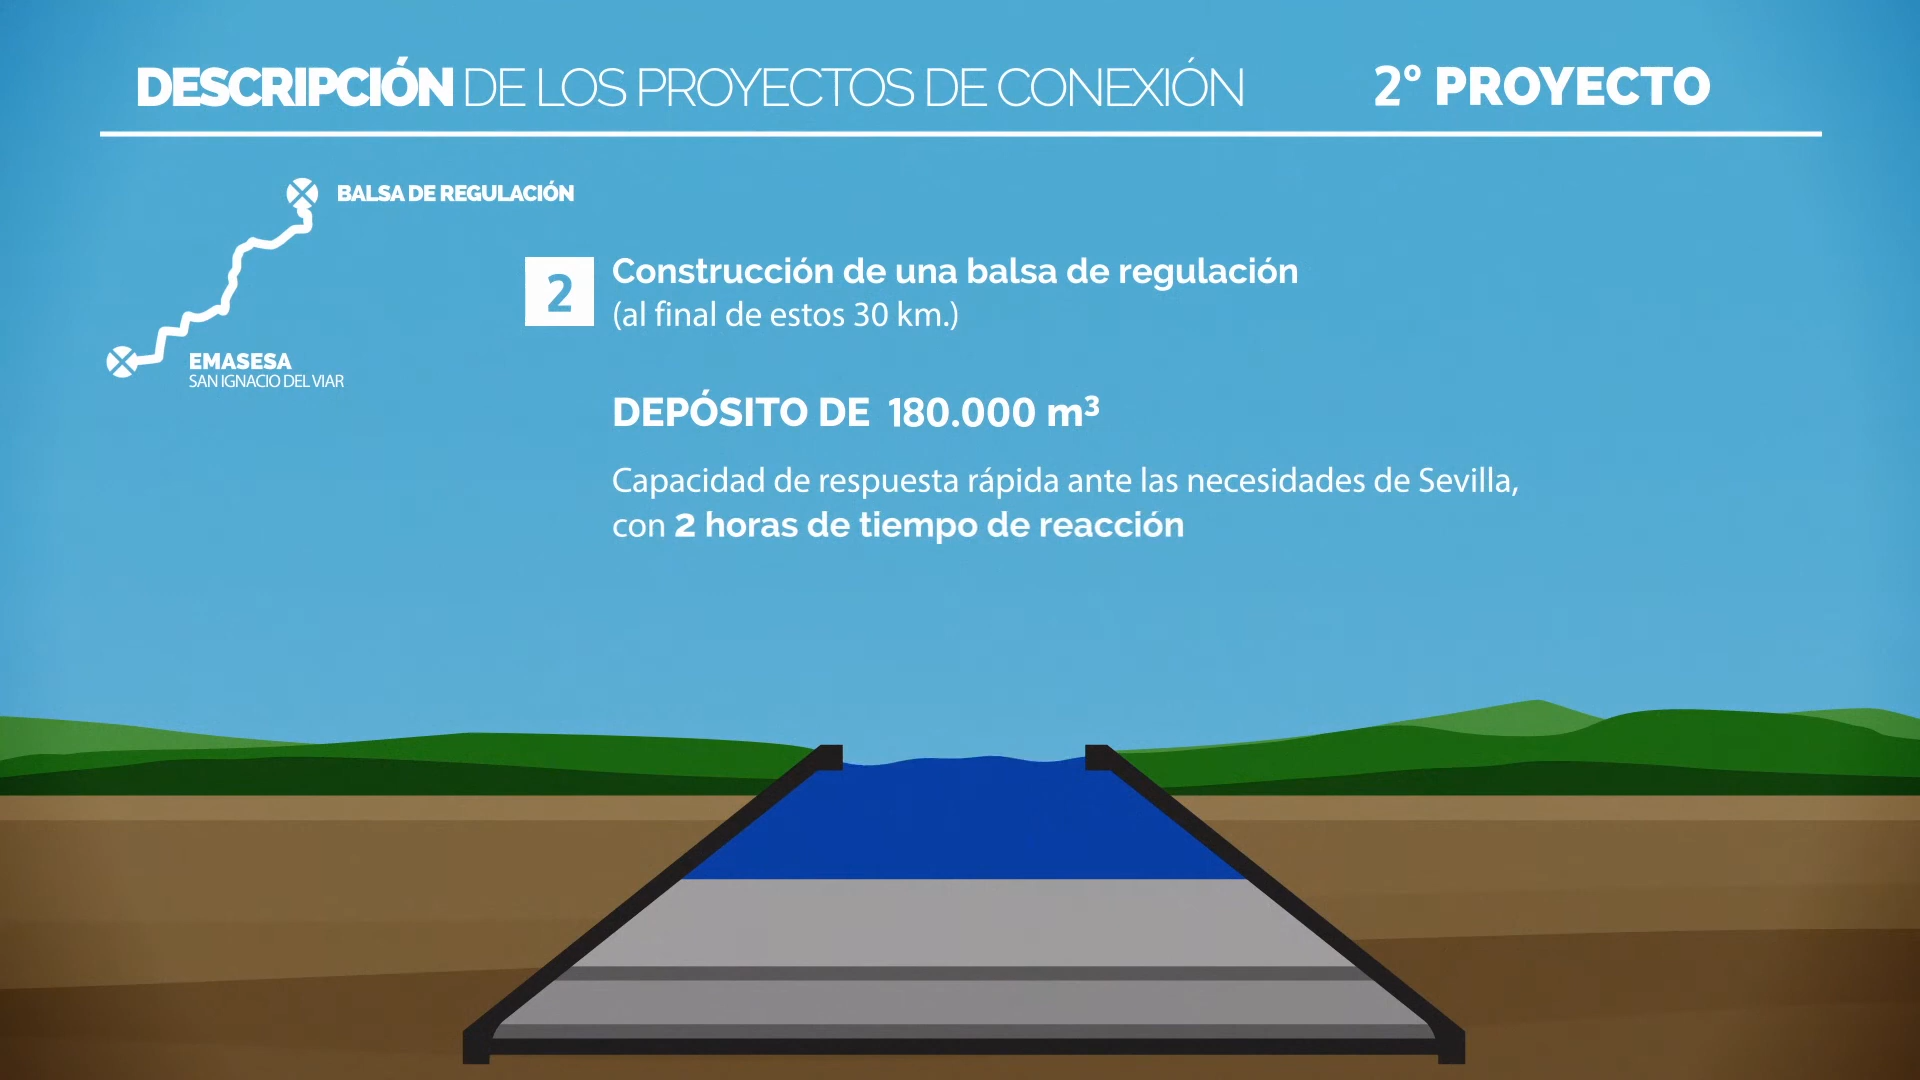 DESCRIPCIÓN DE LOS PROYECTOS DE CONEXIÓN
2º PROYECTO
BALSA DE REGULACIÓN
EMASESA
SAN IGNACIO DEL VIAR
2
Construcción de una balsa de regulación
(al final de estos 30 km.)
DEPÓSITO DE 180.000 m³
Capacidad de respuesta rápida ante las necesidades de Sevilla,
con 2 horas de tiempo de reacción